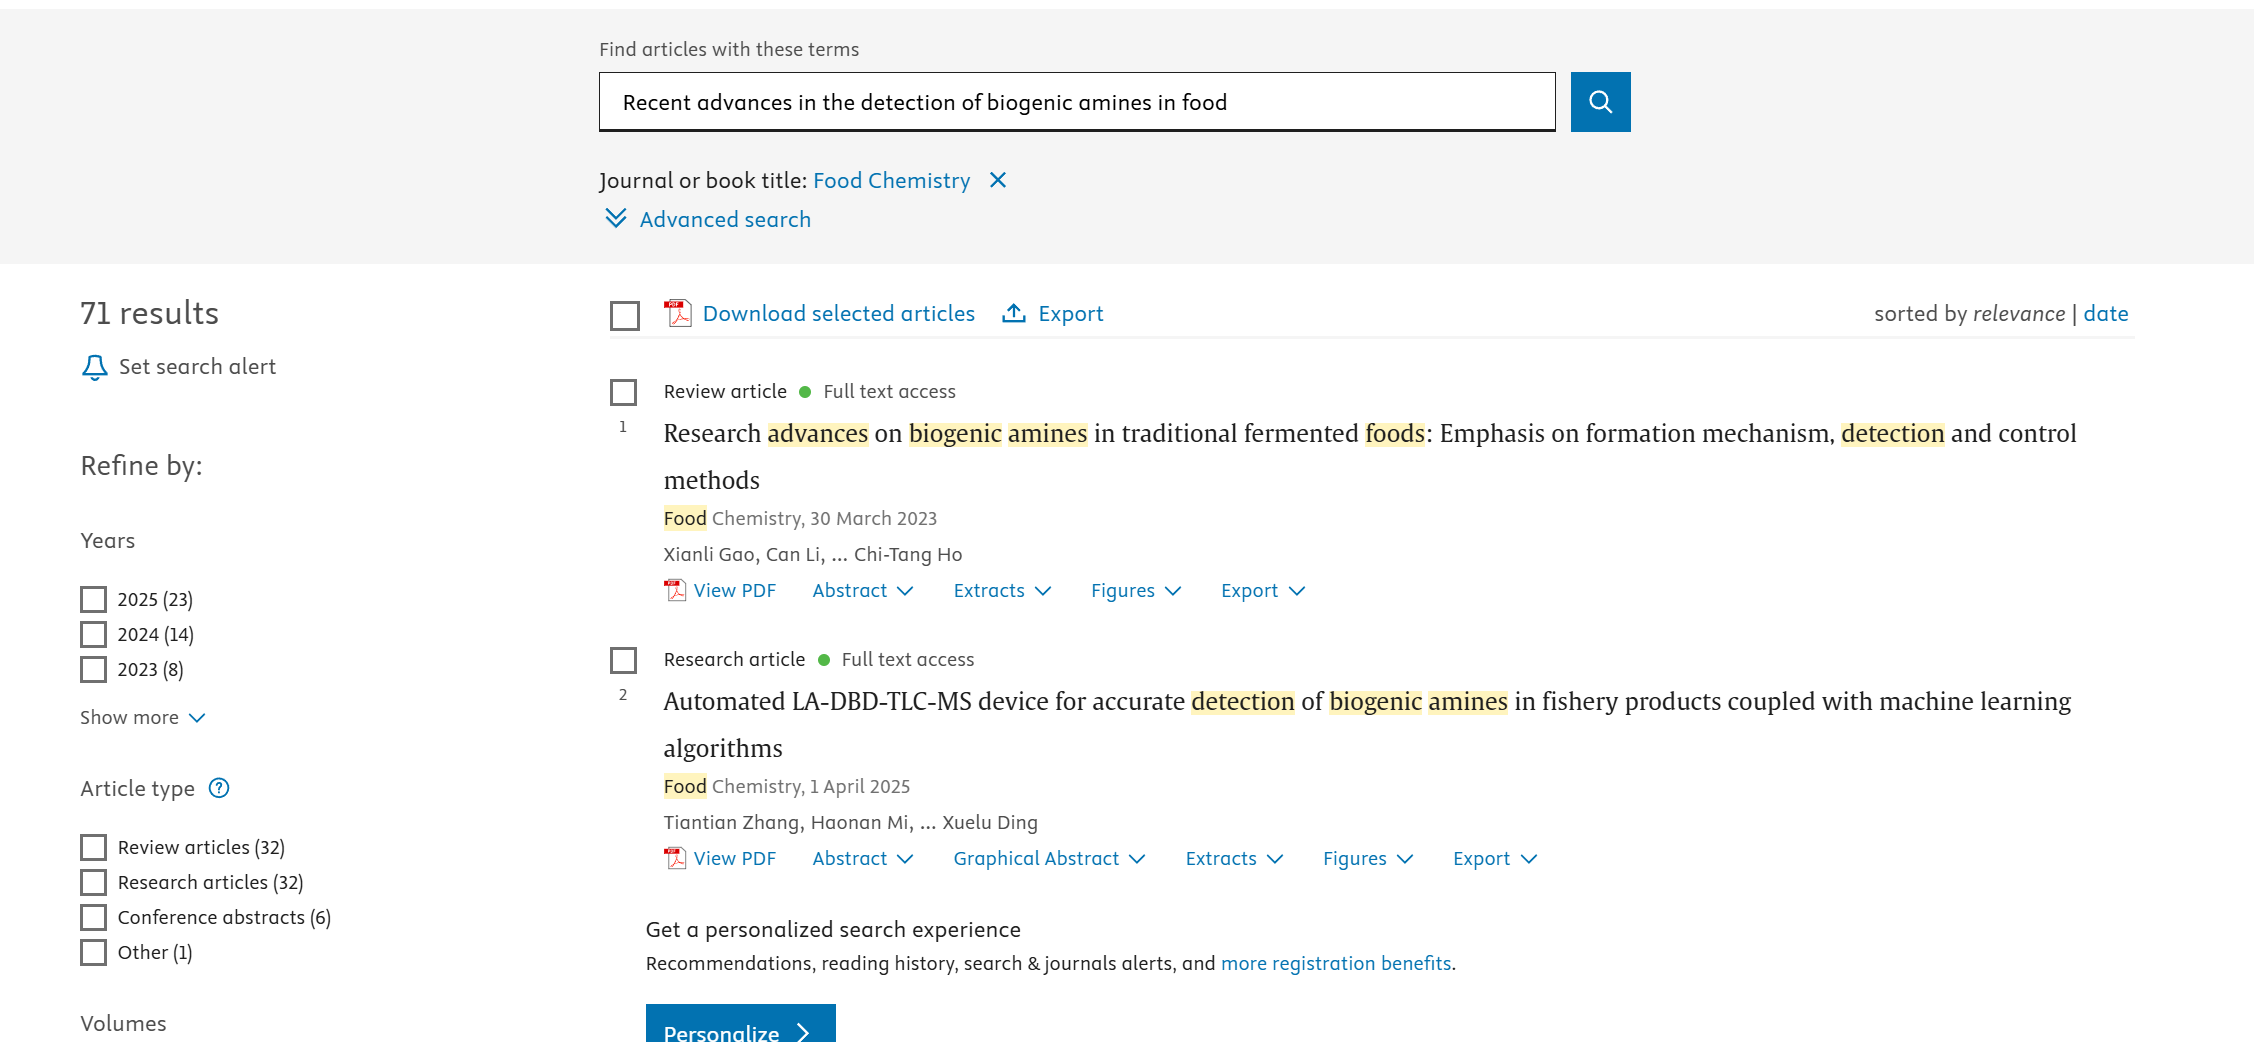 Find articles with these terms
Recent advances in the detection of biogenic amines in food
Journal or book title: Food Chemistry
Advanced search
71 results
Set search alert
Refine by:
Years
2025 (23)
2024 (14)
2023 (8)
Show more
Article type ?
Review articles (32)
Research articles (32)
Conference abstracts (6)
Other (1)
Volumes
PDF Download selected articles Export
sorted by relevance | date
Review article Full text access
1
Research advances on biogenic amines in traditional fermented foods: Emphasis on formation mechanism, detection and control
methods
Food Chemistry, 30 March 2023
Xianli Gao, Can Li, ... Chi-Tang Ho
PDF View PDF Abstract Extracts Figures Export
Research article Full text access
2
Automated LA-DBD-TLC-MS device for accurate detection of biogenic amines in fishery products coupled with machine learning
algorithms
Food Chemistry, 1 April 2025
Tiantian Zhang, Haonan Mi, ... Xuelu Ding
PDF View PDF Abstract Graphical Abstract Extracts Figures Export
Get a personalized search experience
Recommendations, reading history, search & journals alerts, and more registration benefits.
Personalize